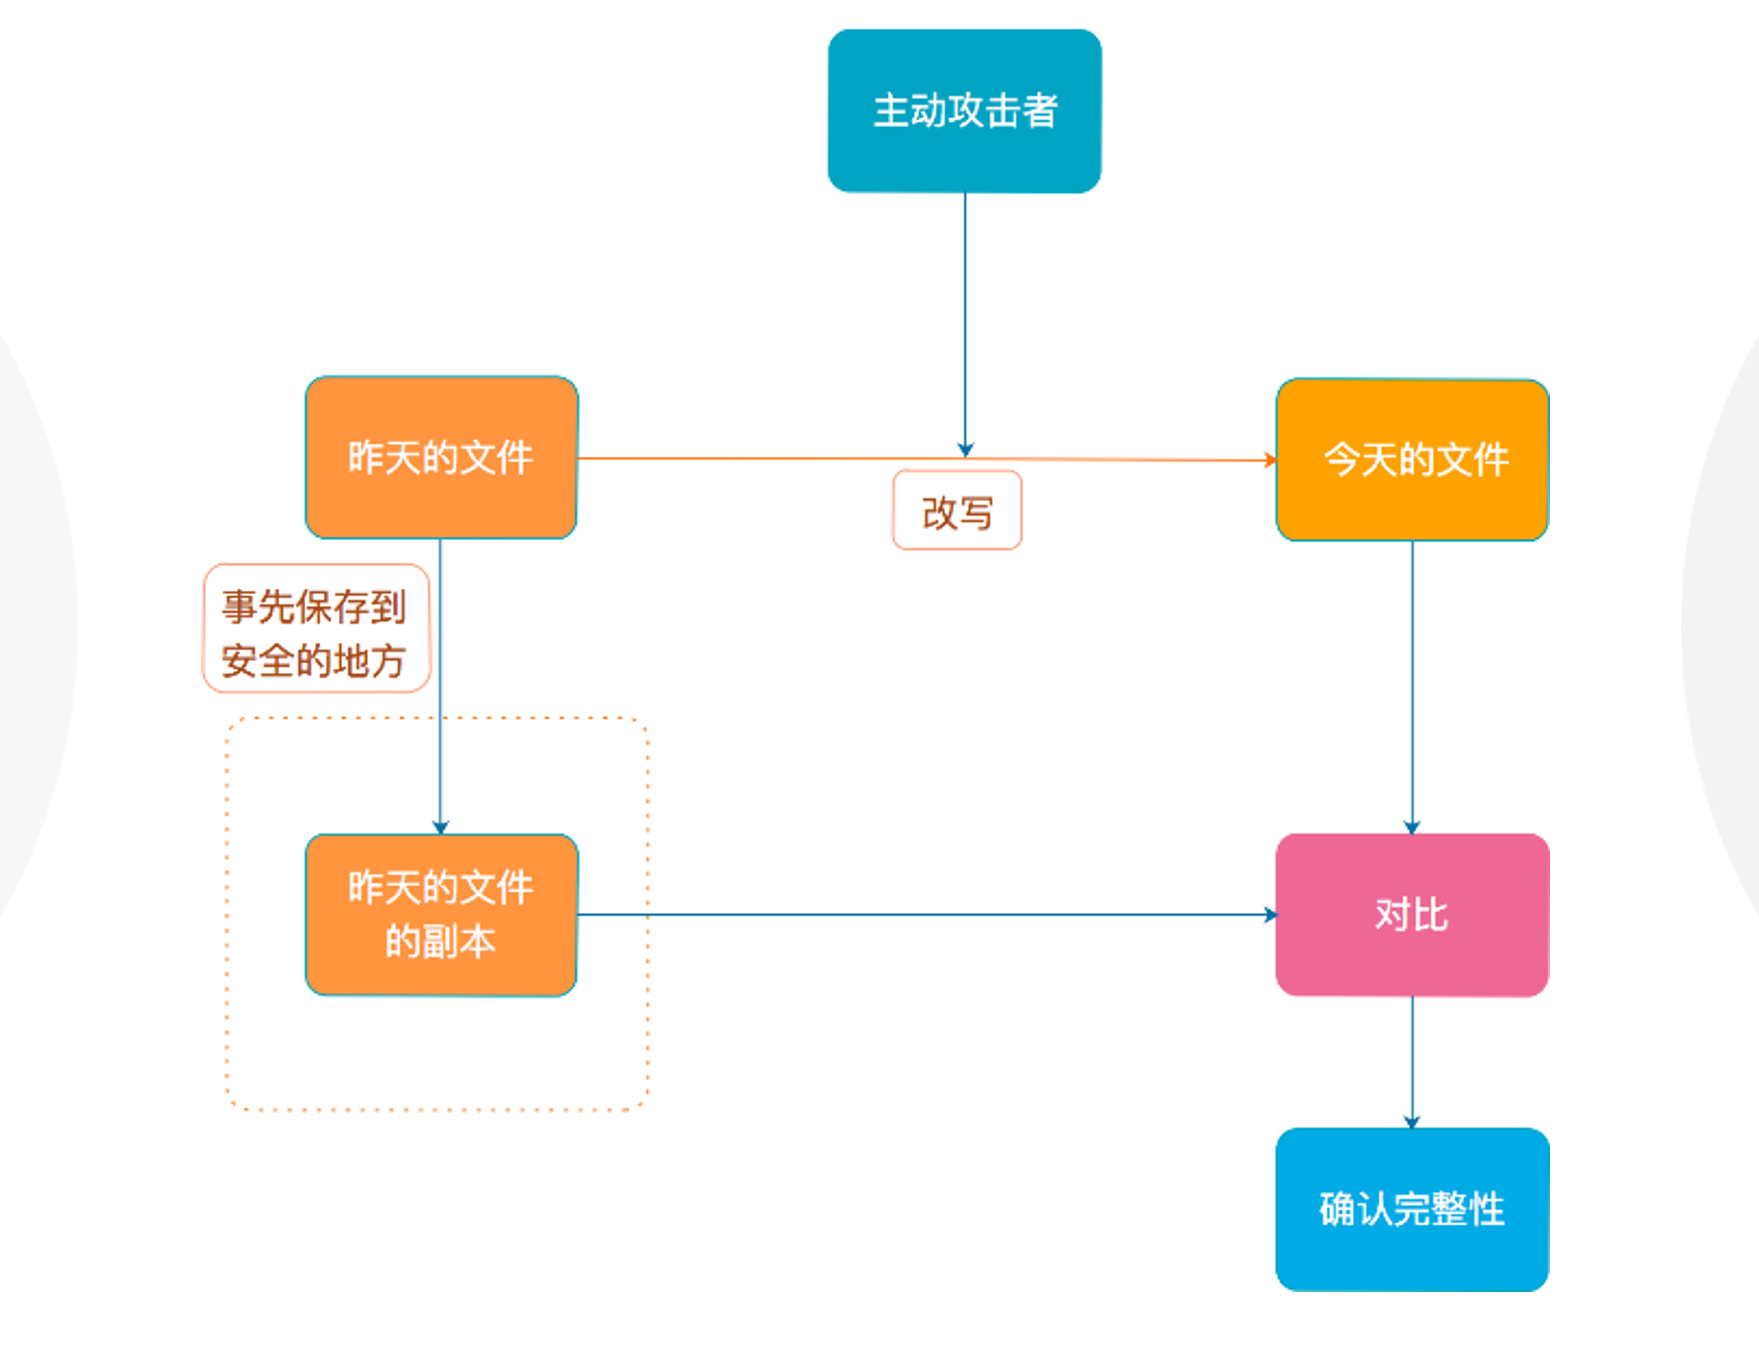 主动攻击者
昨天的文件
今天的文件
改写
事先保存到
安全的地方
昨天的文件
的副本
对比
确认完整性